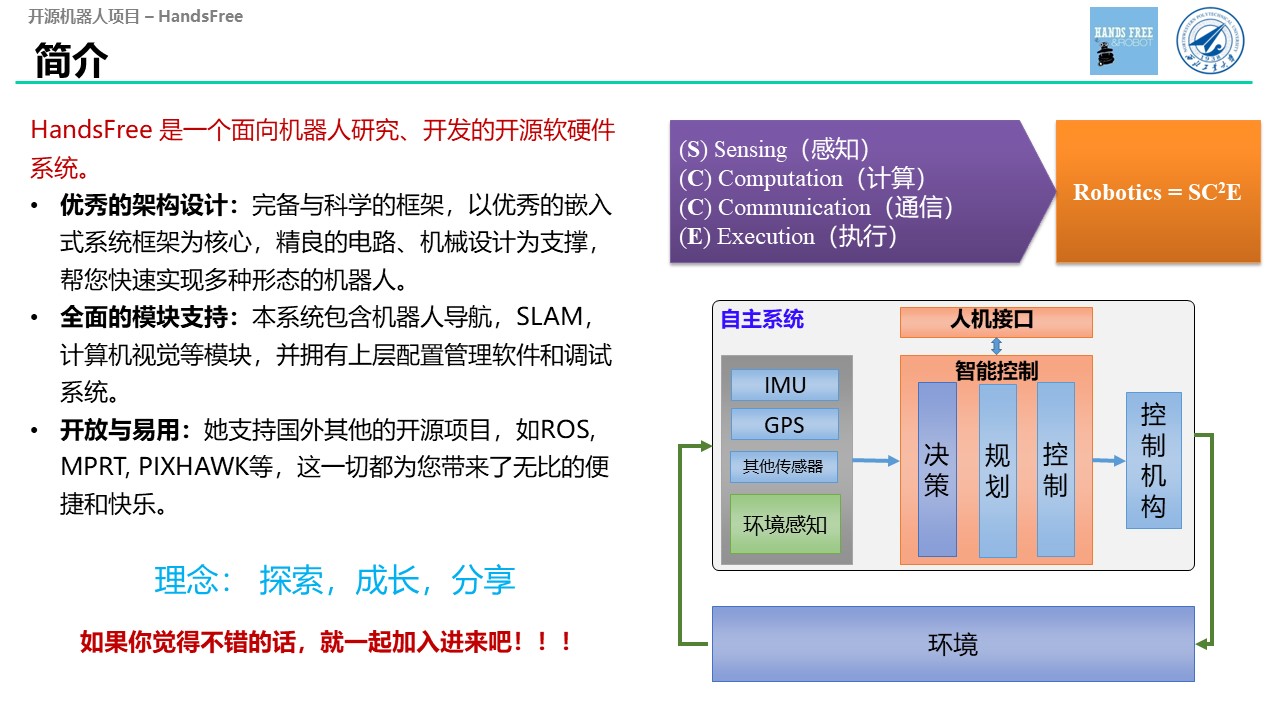 开源机器人项目 – HandsFree
简介
HANDS FREE
&ROBOT
NORTHWESTERN POLYTECHNICAL UNIVERSITY
1938
西北工业大学
HandsFree 是一个面向机器人研究、开发的开源软硬件
系统。
• 优秀的架构设计：完备与科学的框架，以优秀的嵌入
式系统框架为核心，精良的电路、机械设计为支撑，
帮您快速实现多种形态的机器人。
• 全面的模块支持：本系统包含机器人导航，SLAM，
计算机视觉等模块，并拥有上层配置管理软件和调试
系统。
• 开放与易用：她支持国外其他的开源项目，如ROS,
MPRT, PIXHAWK等，这一切都为您带来了无比的便
捷和快乐。
理念： 探索，成长，分享
如果你觉得不错的话，就一起加入进来吧！！！
(S) Sensing（感知）
(C) Computation（计算）
(C) Communication（通信）
(E) Execution（执行）
Robotics = SC²E
自主系统
人机接口
智能控制
IMU
GPS
其他传感器
环境感知
决策
规划
控制
控制机构
环境